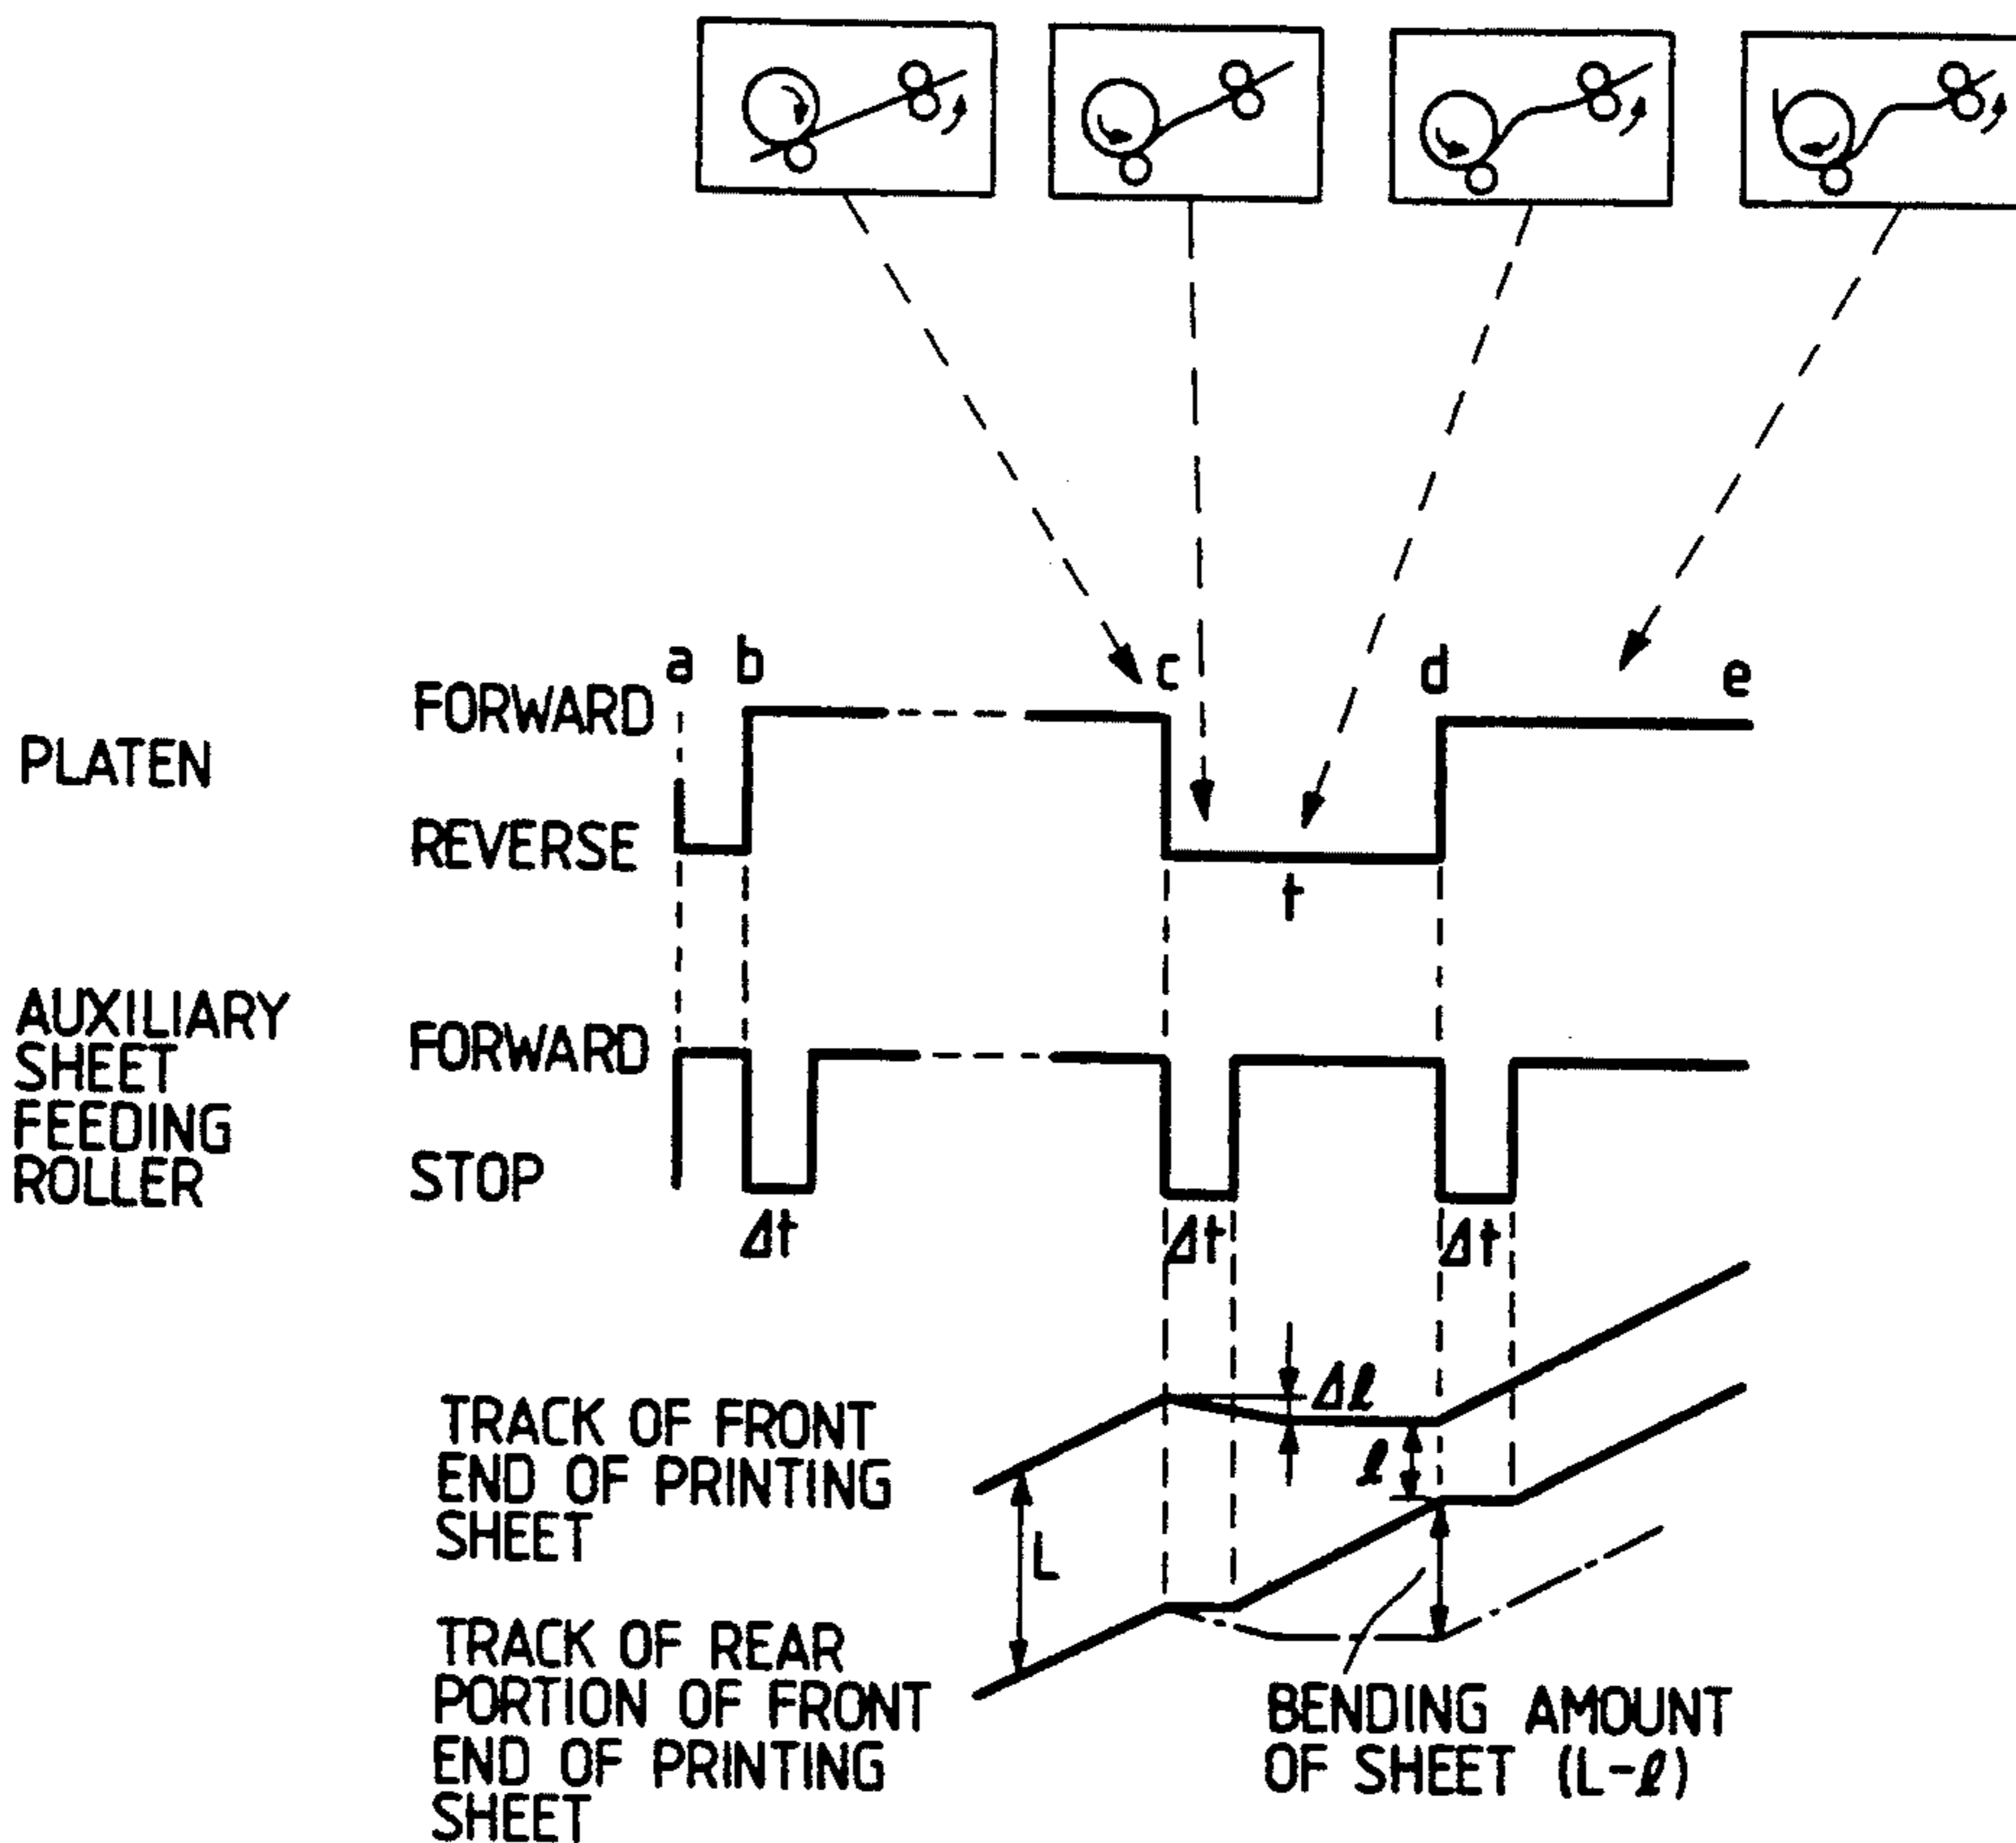 a b c d e
FORWARD
PLATEN
REVERSE
t
AUXILIARY
SHEET
FEEDING
ROLLER
FORWARD
STOP
Δt Δt Δt
Δℓ
ℓ
L
TRACK OF FRONT
END OF PRINTING
SHEET
TRACK OF REAR
PORTION OF FRONT
END OF PRINTING
SHEET
BENDING AMOUNT
OF SHEET (L-ℓ)